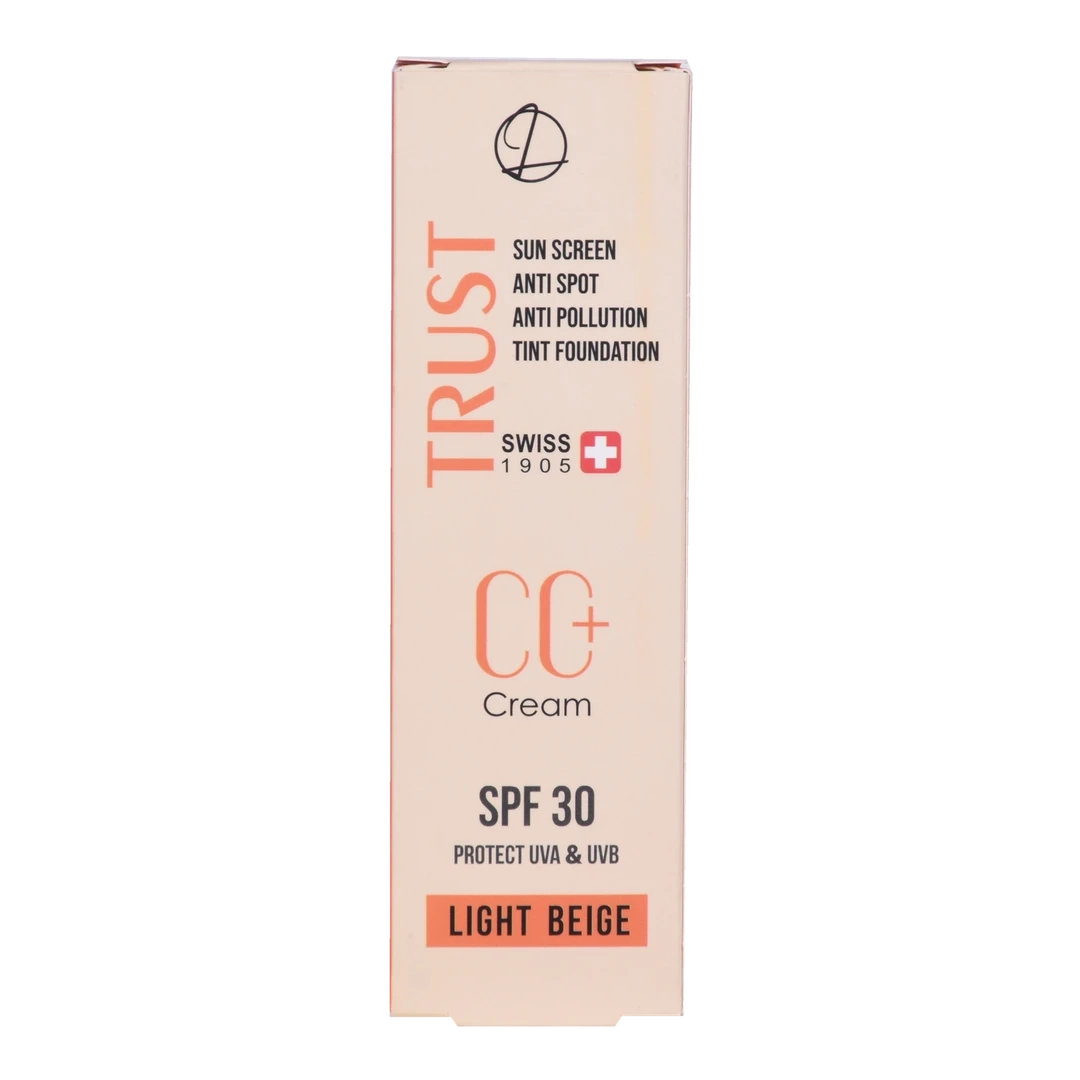 TRUST
SUN SCREEN
ANTI SPOT
ANTI POLLUTION
TINT FOUNDATION
SWISS
1905
CC+
Cream
SPF 30
PROTECT UVA & UVB
LIGHT BEIGE